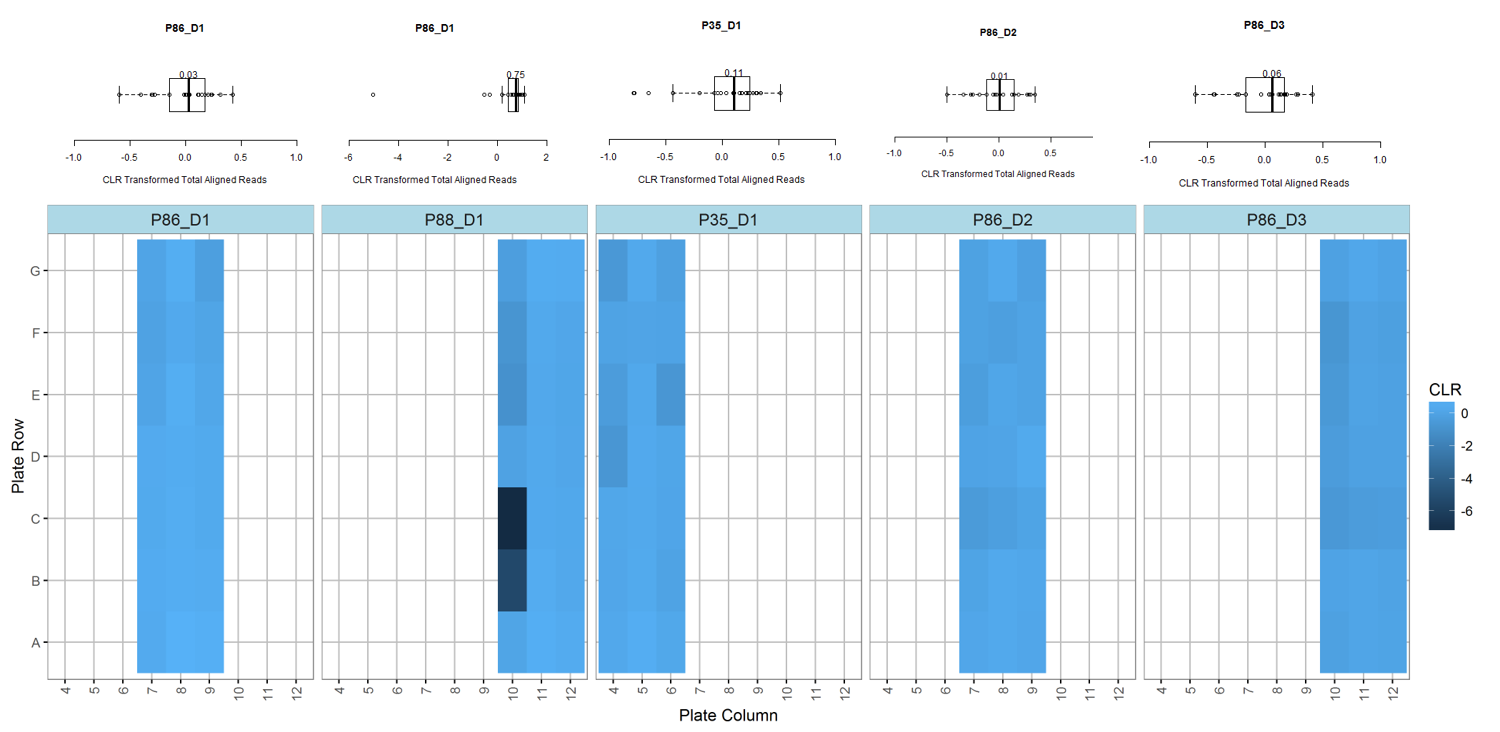 P86_D1
P86_D1
P35_D1
P86_D2
P86_D3
0.03
0.75
0.11
0.01
0.06
-1.0 -0.5 0.0 0.5 1.0
-6 -4 -2 0 2
-1.0 -0.5 0.0 0.5 1.0
-1.0 -0.5 0.0 0.5
-1.0 -0.5 0.0 0.5 1.0
CLR Transformed Total Aligned Reads
CLR Transformed Total Aligned Reads
CLR Transformed Total Aligned Reads
CLR Transformed Total Aligned Reads
CLR Transformed Total Aligned Reads
P86_D1
P88_D1
P35_D1
P86_D2
P86_D3
Plate Row
G
F
E
D
C
B
A
4 5 6 7 8 9 10 11 12
4 5 6 7 8 9 10 11 12
4 5 6 7 8 9 10 11 12
4 5 6 7 8 9 10 11 12
4 5 6 7 8 9 10 11 12
Plate Column
CLR
0
-2
-4
-6